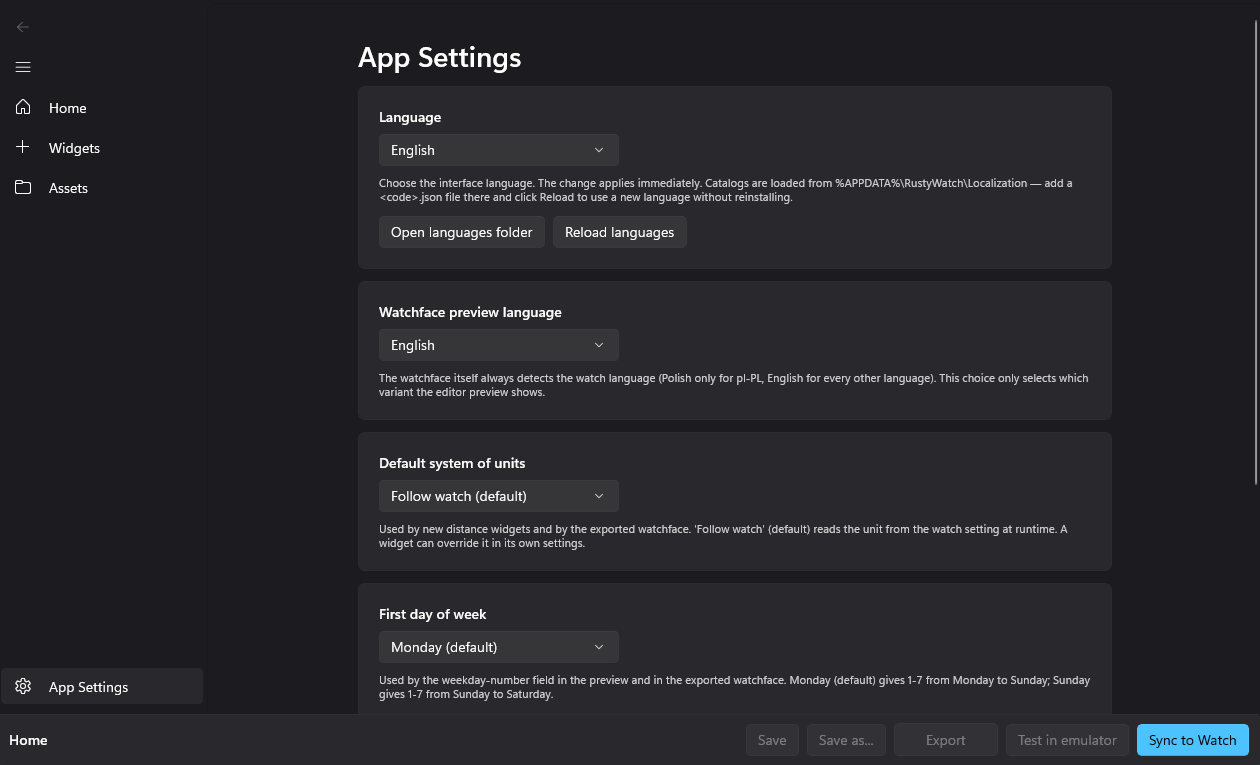 App Settings
Home
Widgets
Assets
Language
English
Choose the interface language. The change applies immediately. Catalogs are loaded from %APPDATA%\RustyWatch\Localization — add a
<code>.json file there and click Reload to use a new language without reinstalling.
Open languages folder
Reload languages
Watchface preview language
English
The watchface itself always detects the watch language (Polish only for pl-PL, English for every other language). This choice only selects which
variant the editor preview shows.
Default system of units
Follow watch (default)
Used by new distance widgets and by the exported watchface. 'Follow watch' (default) reads the unit from the watch setting at runtime. A
widget can override it in its own settings.
First day of week
Monday (default)
Used by the weekday-number field in the preview and in the exported watchface. Monday (default) gives 1-7 from Monday to Sunday; Sunday
gives 1-7 from Sunday to Saturday.
App Settings
Home
Save
Save as...
Export
Test in emulator
Sync to Watch